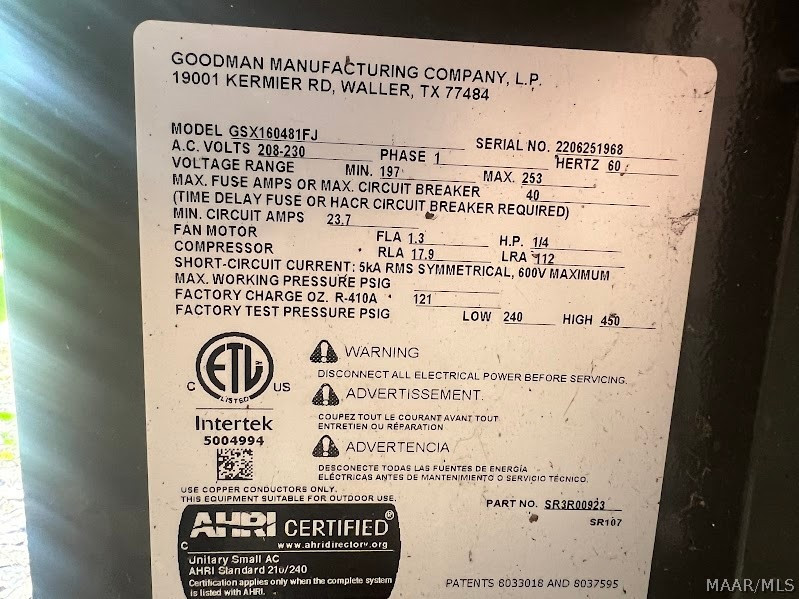 GOODMAN MANUFACTURING COMPANY, L.P.
19001 KERMIER RD, WALLER, TX 77484
MODEL GSX160481FJ SERIAL NO. 2206251968
A.C. VOLTS 208-230 PHASE 1 HERTZ 60
VOLTAGE RANGE MIN. 197 MAX. 253
MAX. FUSE AMPS OR MAX. CIRCUIT BREAKER 40
(TIME DELAY FUSE OR HACR CIRCUIT BREAKER REQUIRED)
MIN. CIRCUIT AMPS 23.7
FAN MOTOR FLA 1.3 H.P. 1/4
COMPRESSOR RLA 17.9 LRA 112
SHORT-CIRCUIT CURRENT: 5kA RMS SYMMETRICAL, 600V MAXIMUM
MAX. WORKING PRESSURE PSIG
FACTORY CHARGE OZ. R-410A 121
FACTORY TEST PRESSURE PSIG LOW 240 HIGH 450
C ETL US
LISTED
Intertek
5004994
WARNING
DISCONNECT ALL ELECTRICAL POWER BEFORE SERVICING.
ADVERTISSEMENT.
COUPEZ TOUT LE COURANT AVANT TOUT
ENTRETIEN OU RÉPARATION
ADVERTENCIA
DESCONECTE TODAS LAS FUENTES DE ENERGÍA
ELÉCTRICAS ANTES DE MANTENIMIENTO O SERVICIO TÉCNICO.
USE COPPER CONDUCTORS ONLY.
THIS EQUIPMENT SUITABLE FOR OUTDOOR USE.
PART NO. SR3R00923
SR107
AHRI CERTIFIED®
C www.ahridirectory.org
Unitary Small AC
AHRI Standard 210/240
Certification applies only when the complete system
is listed with AHRI.
PATENTS 8033018 AND 8037595
MAAR/MLS